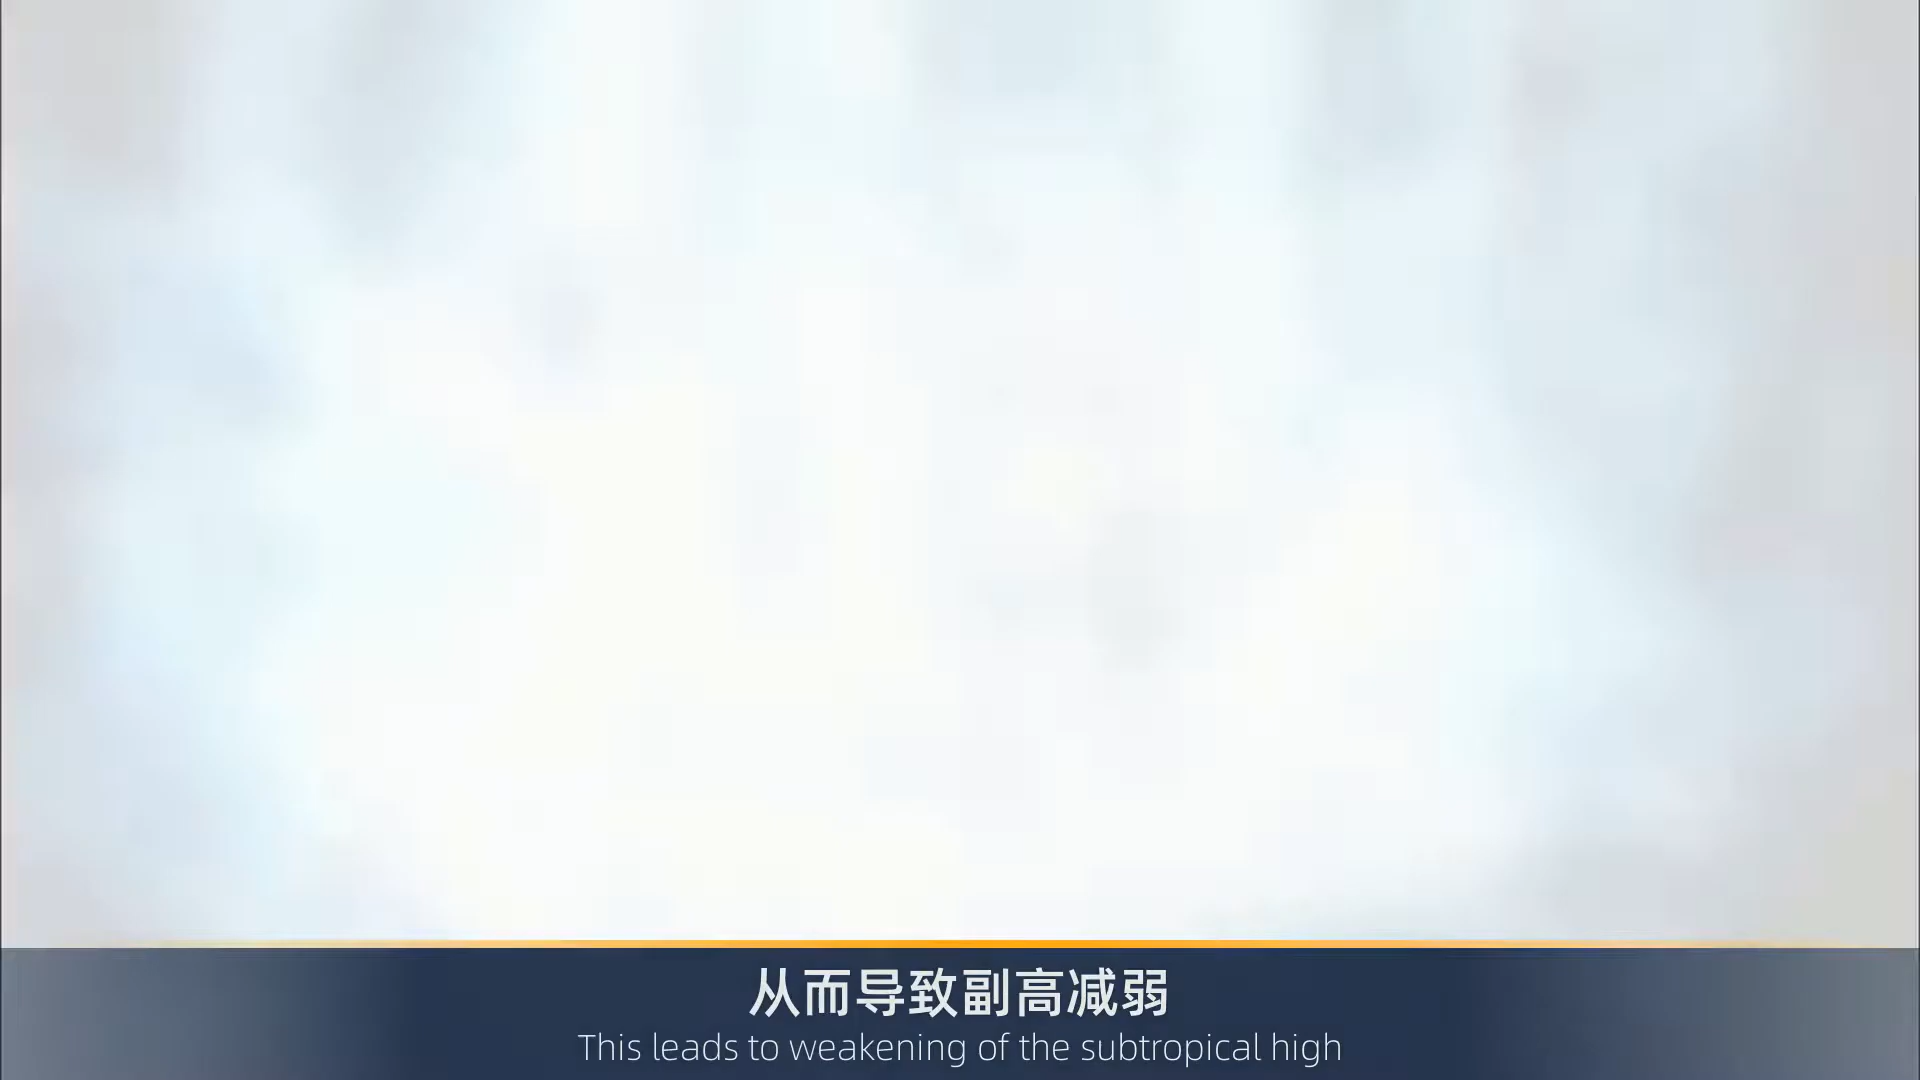 从而导致副高减弱
This leads to weakening of the subtropical high